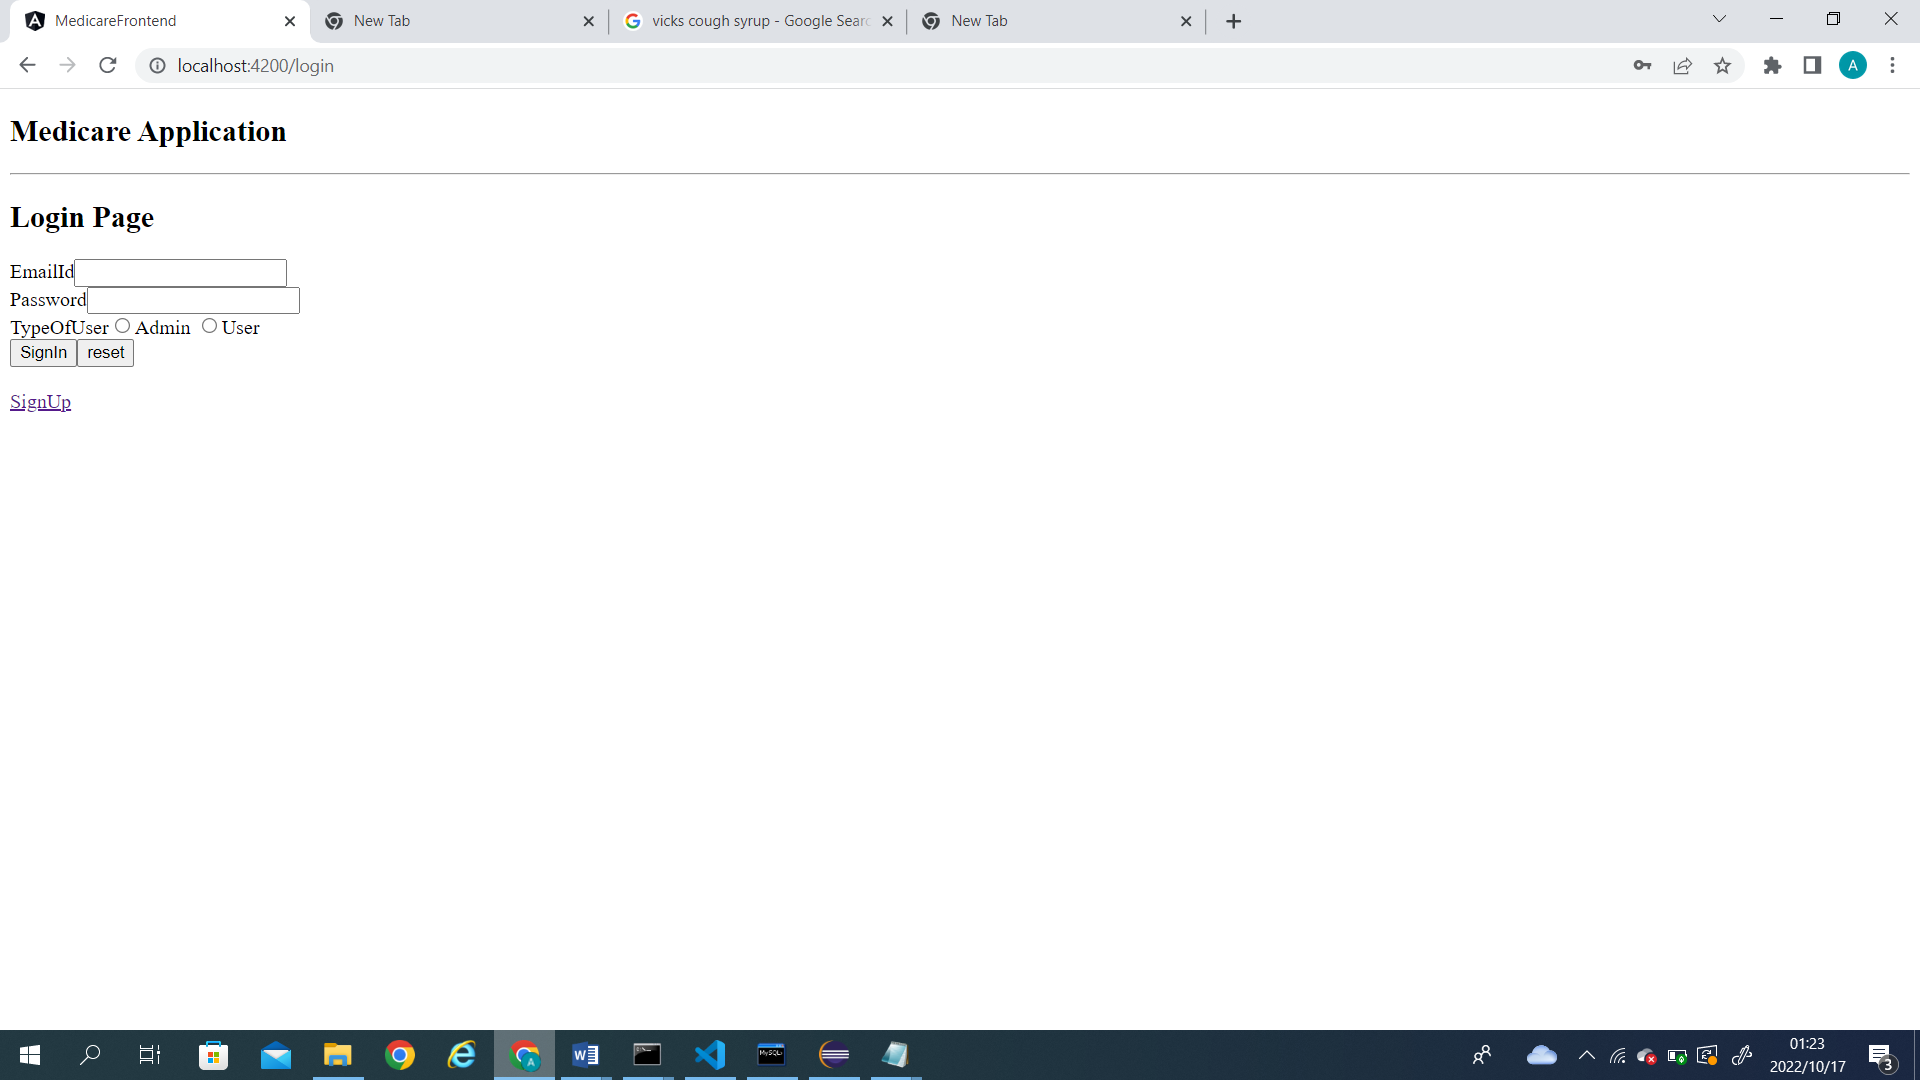 MedicareFrontend
New Tab
vicks cough syrup - Google Searc
New Tab
localhost:4200/login
A
Medicare Application
Login Page
EmailId
Password
TypeOfUser Admin User
SignIn reset
SignUp
A
MySQL
01:23
2022/10/17
3